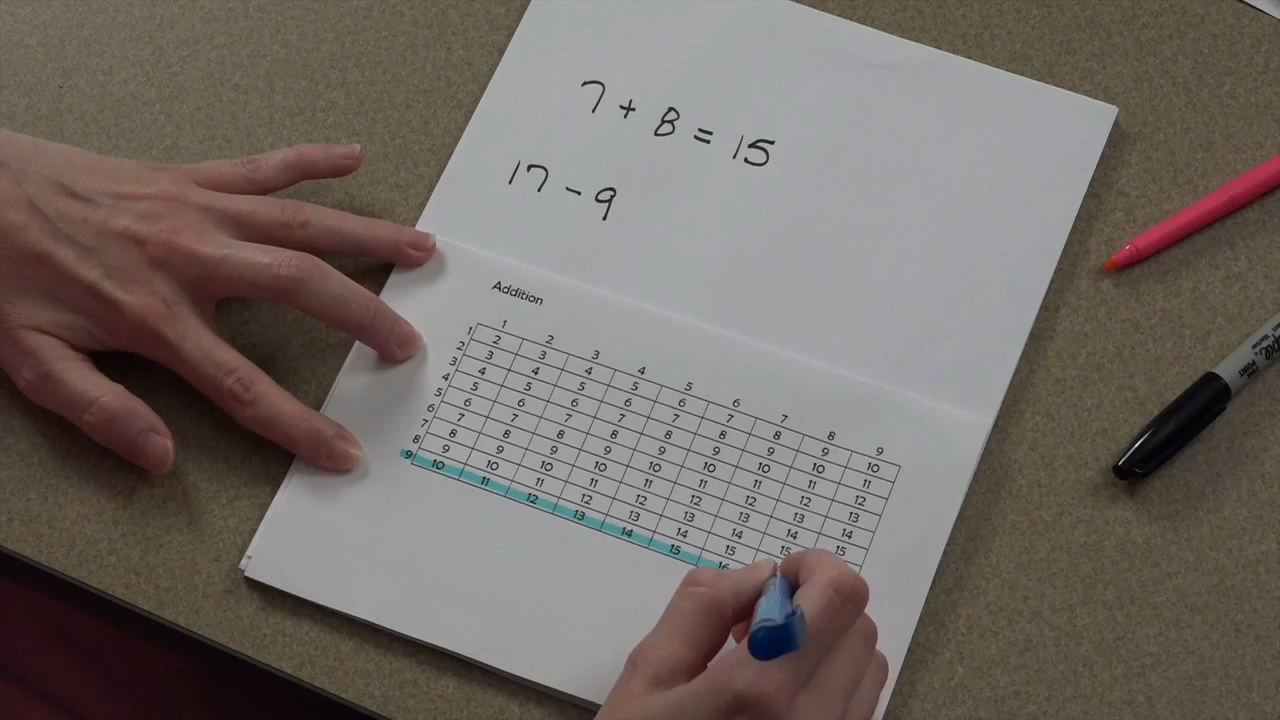 7 + 8 = 15
17 - 9
Addition
1 2 3 4 5 6 7 8 9
1 2 3 4 5 6 7 8 9 10
2 3 4 5 6 7 8 9 10 11
3 4 5 6 7 8 9 10 11 12
4 5 6 7 8 9 10 11 12 13
5 6 7 8 9 10 11 12 13 14
6 7 8 9 10 11 12 13 14 15
7 8 9 10 11 12 13 14 15
8 9 10 11 12 13 14 15
9 10 11 12 13 14 15 16
FINE POINT